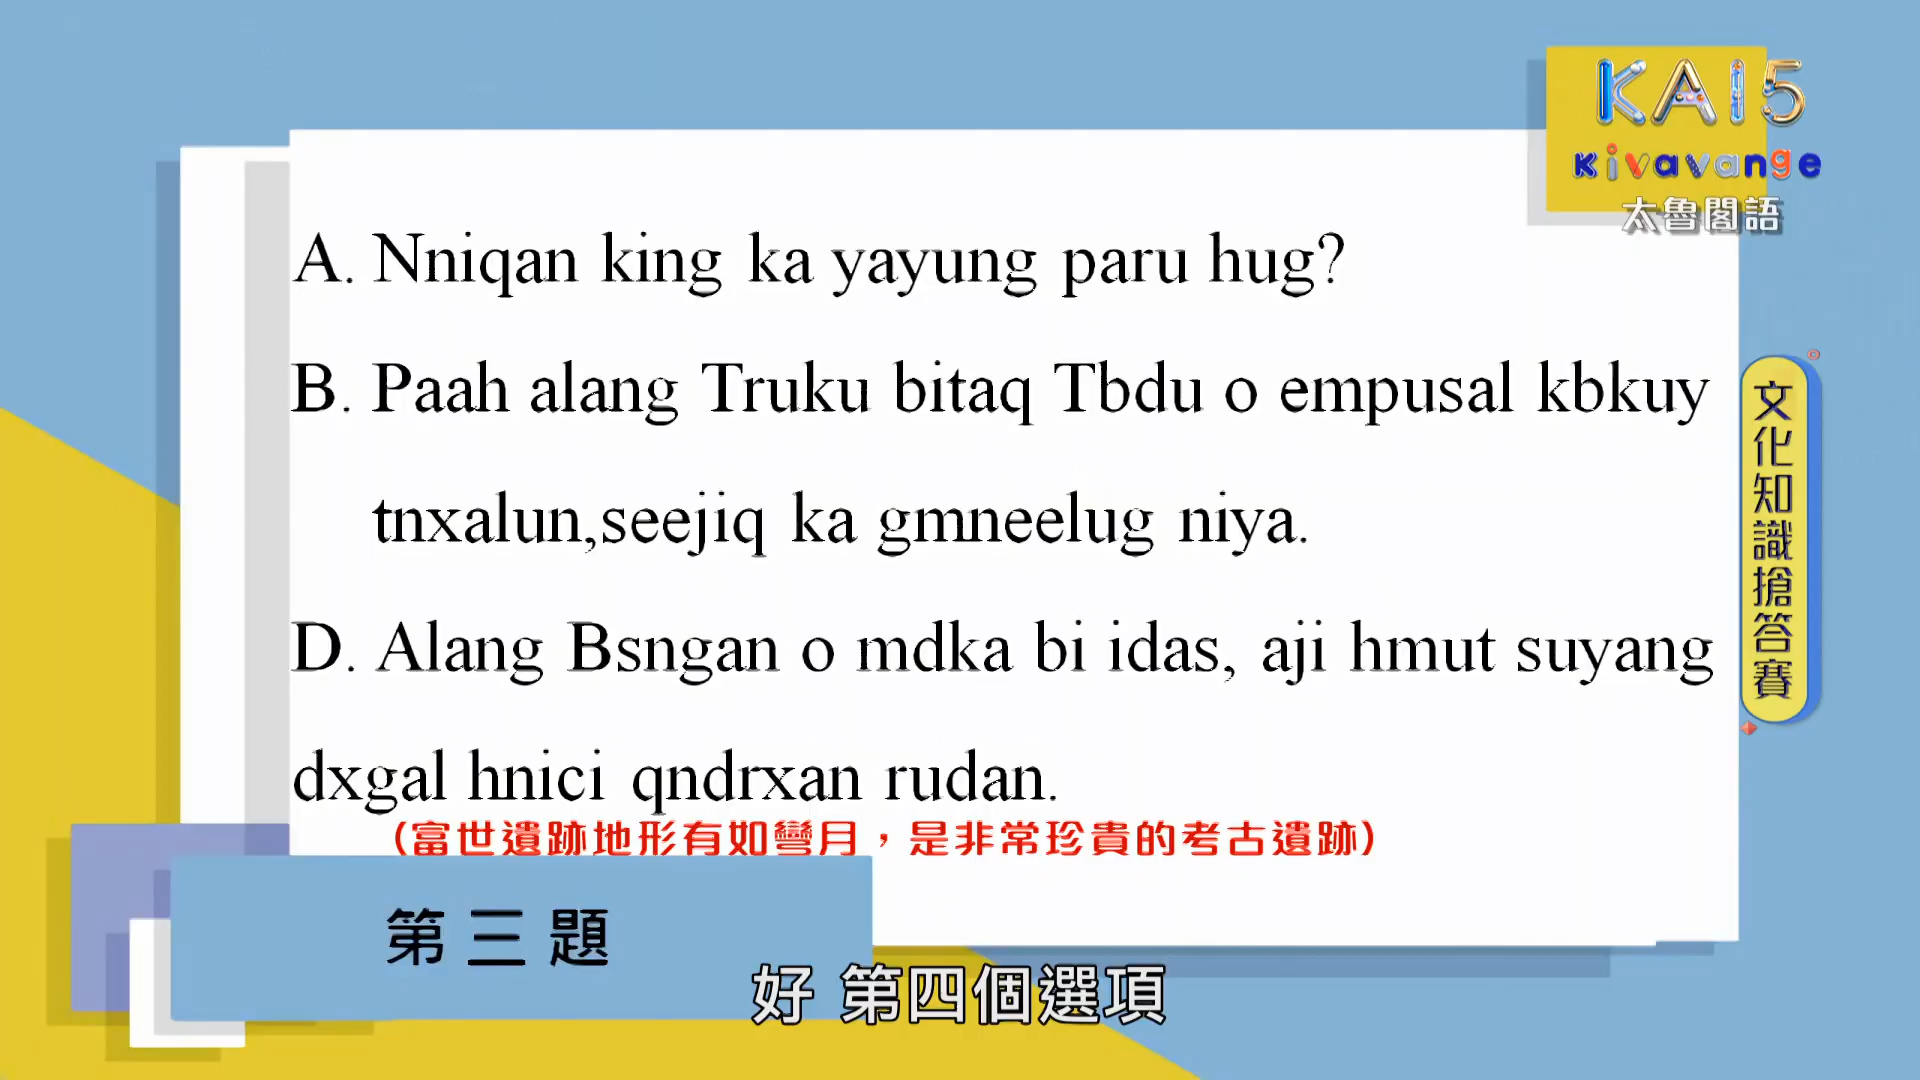 KAI5
Kivavange
太魯閣語
A. Nniqan king ka yayung paru hug?
B. Paah alang Truku bitaq Tbdu o empusal kbkuy
tnxalun,seejiq ka gmneelug niya.
D. Alang Bsngan o mdka bi idas, aji hmut suyang
dxgal hnici qndrxan rudan.
(富世遺跡地形有如彎月，是非常珍貴的考古遺跡)
文化知識搶答賽
第三題
好 第四個選項